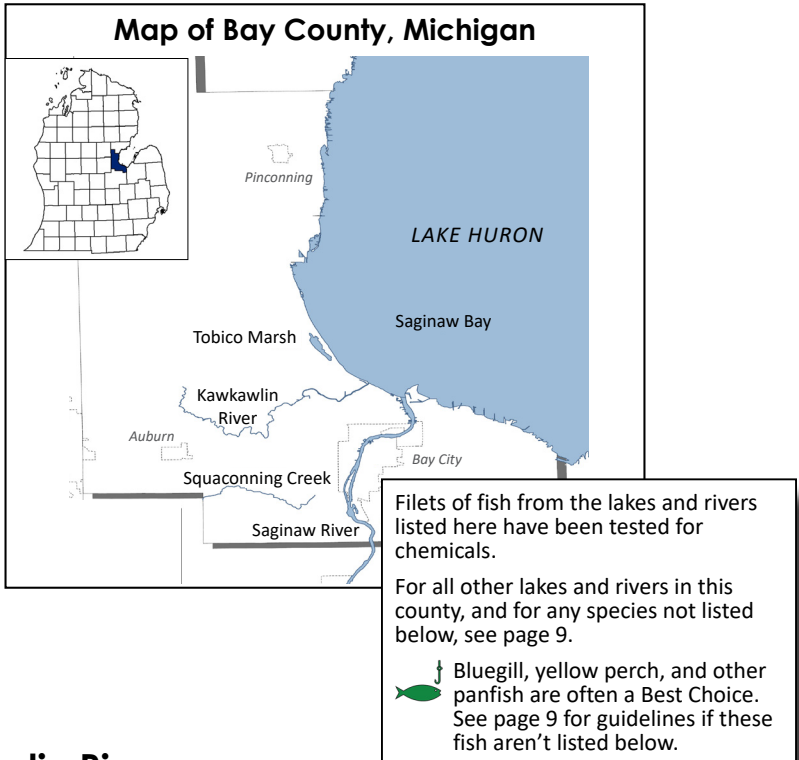 Map of Bay County, Michigan
Pinconning
LAKE HURON
Saginaw Bay
Tobico Marsh
Kawkawlin
River
Auburn
Bay City
Squaconning Creek
Saginaw River
Filets of fish from the lakes and rivers
listed here have been tested for
chemicals.
For all other lakes and rivers in this
county, and for any species not listed
below, see page 9.
Bluegill, yellow perch, and other
panfish are often a Best Choice.
See page 9 for guidelines if these
fish aren't listed below.